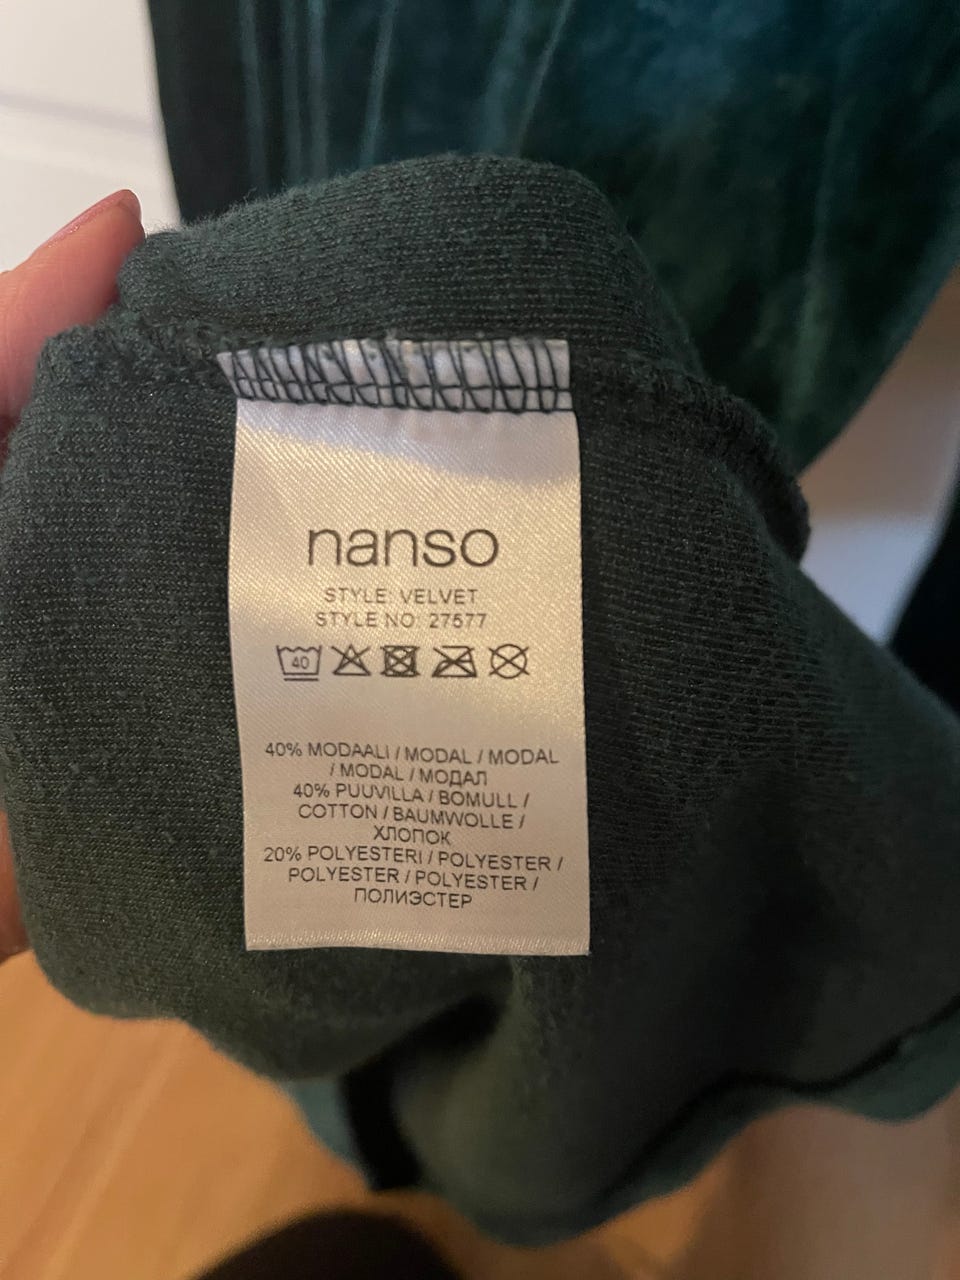 nanso
STYLE: VELVET
STYLE NO: 27577
40
40% MODAALI / MODAL / MODAL
/ MODAL / МОДАЛ
40% PUUVILLA / BOMULL /
COTTON / BAUMWOLLE /
ХЛОПОК
20% POLYESTERI / POLYESTER /
POLYESTER / POLYESTER /
ПОЛИЭСТЕР